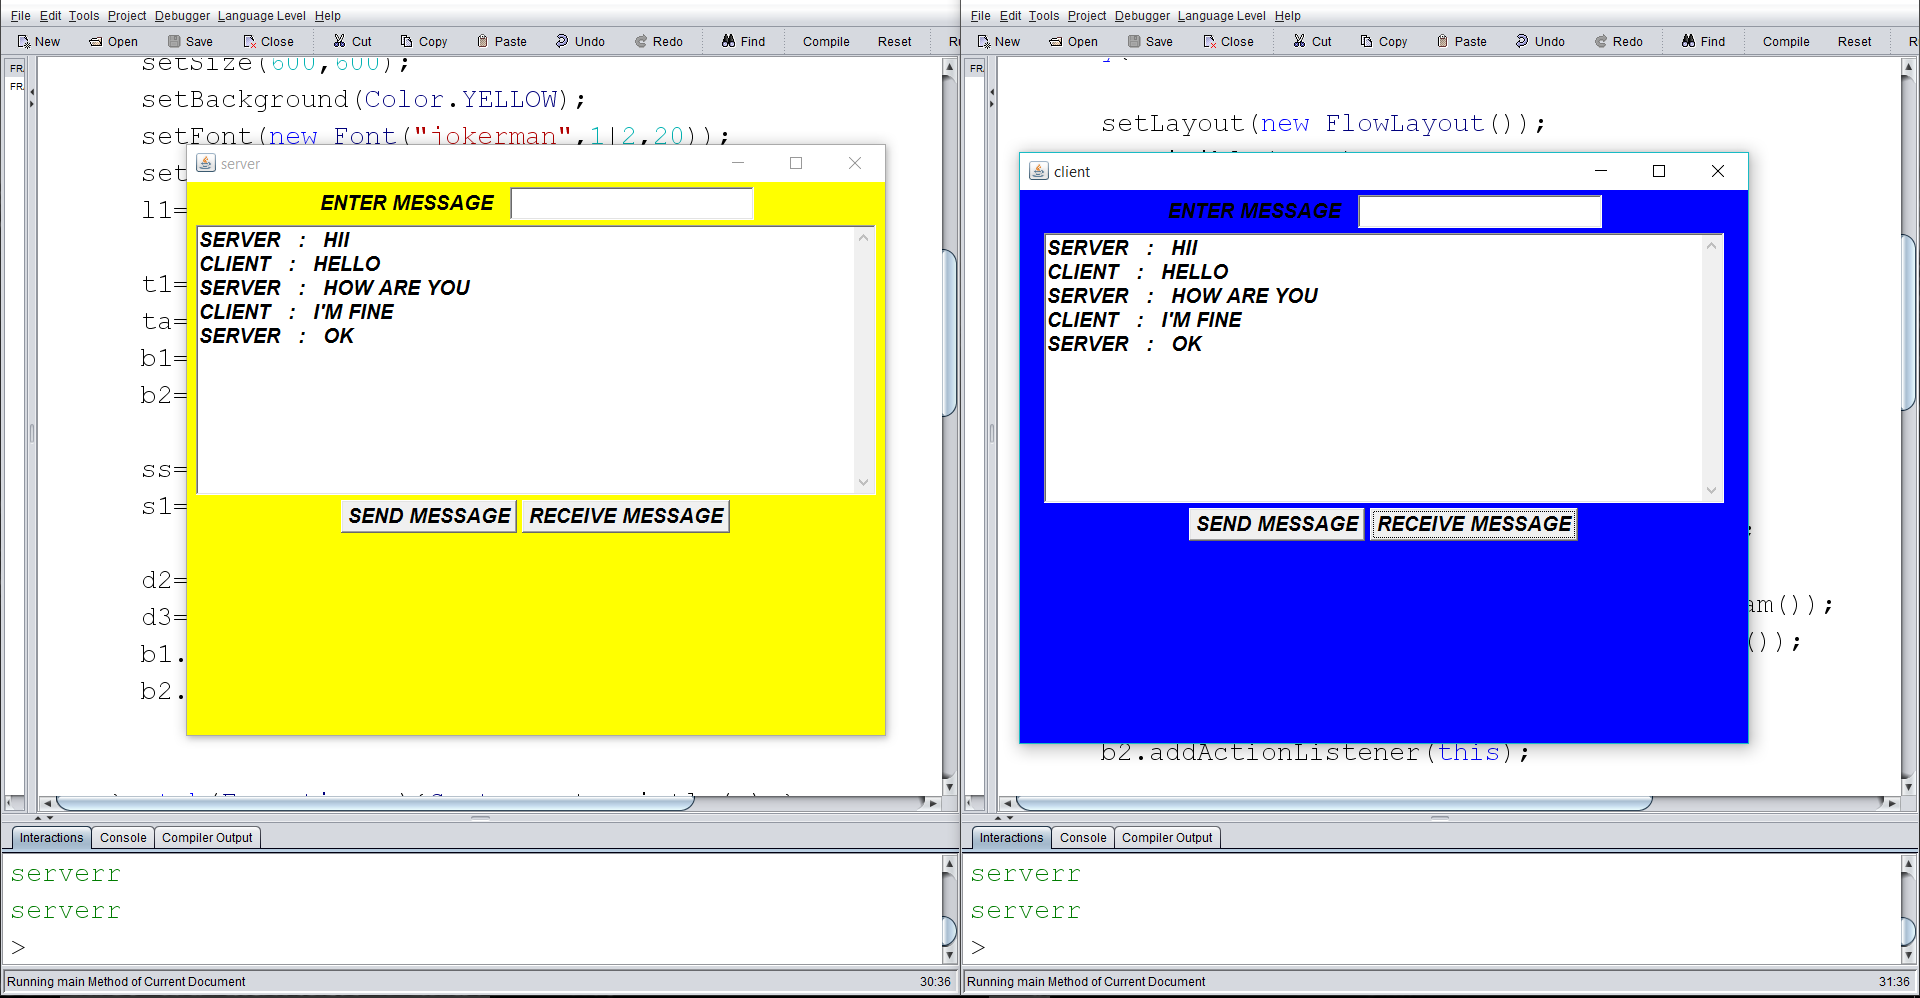 File Edit Tools Project Debugger Language Level Help
New Open Save Close Cut Copy Paste Undo Redo Find Compile Reset
setSize(600,600);
setBackground(Color.YELLOW);
setFont(new Font("jokerman",1|2,20));
set
l1=
t1=
ta=
b1=
b2=
ss=
s1=
d2=
d3=
b1.
b2.
server
ENTER MESSAGE
SERVER : HII
CLIENT : HELLO
SERVER : HOW ARE YOU
CLIENT : I'M FINE
SERVER : OK
SEND MESSAGE RECEIVE MESSAGE
Interactions Console Compiler Output
serverr
serverr
>
Running main Method of Current Document 30:36
File Edit Tools Project Debugger Language Level Help
New Open Save Close Cut Copy Paste Undo Redo Find Compile Reset
setLayout(new FlowLayout());
client
ENTER MESSAGE
SERVER : HII
CLIENT : HELLO
SERVER : HOW ARE YOU
CLIENT : I'M FINE
SERVER : OK
SEND MESSAGE RECEIVE MESSAGE
;
am());
());
b2.addActionListener(this);
Interactions Console Compiler Output
serverr
serverr
>
Running main Method of Current Document 31:36